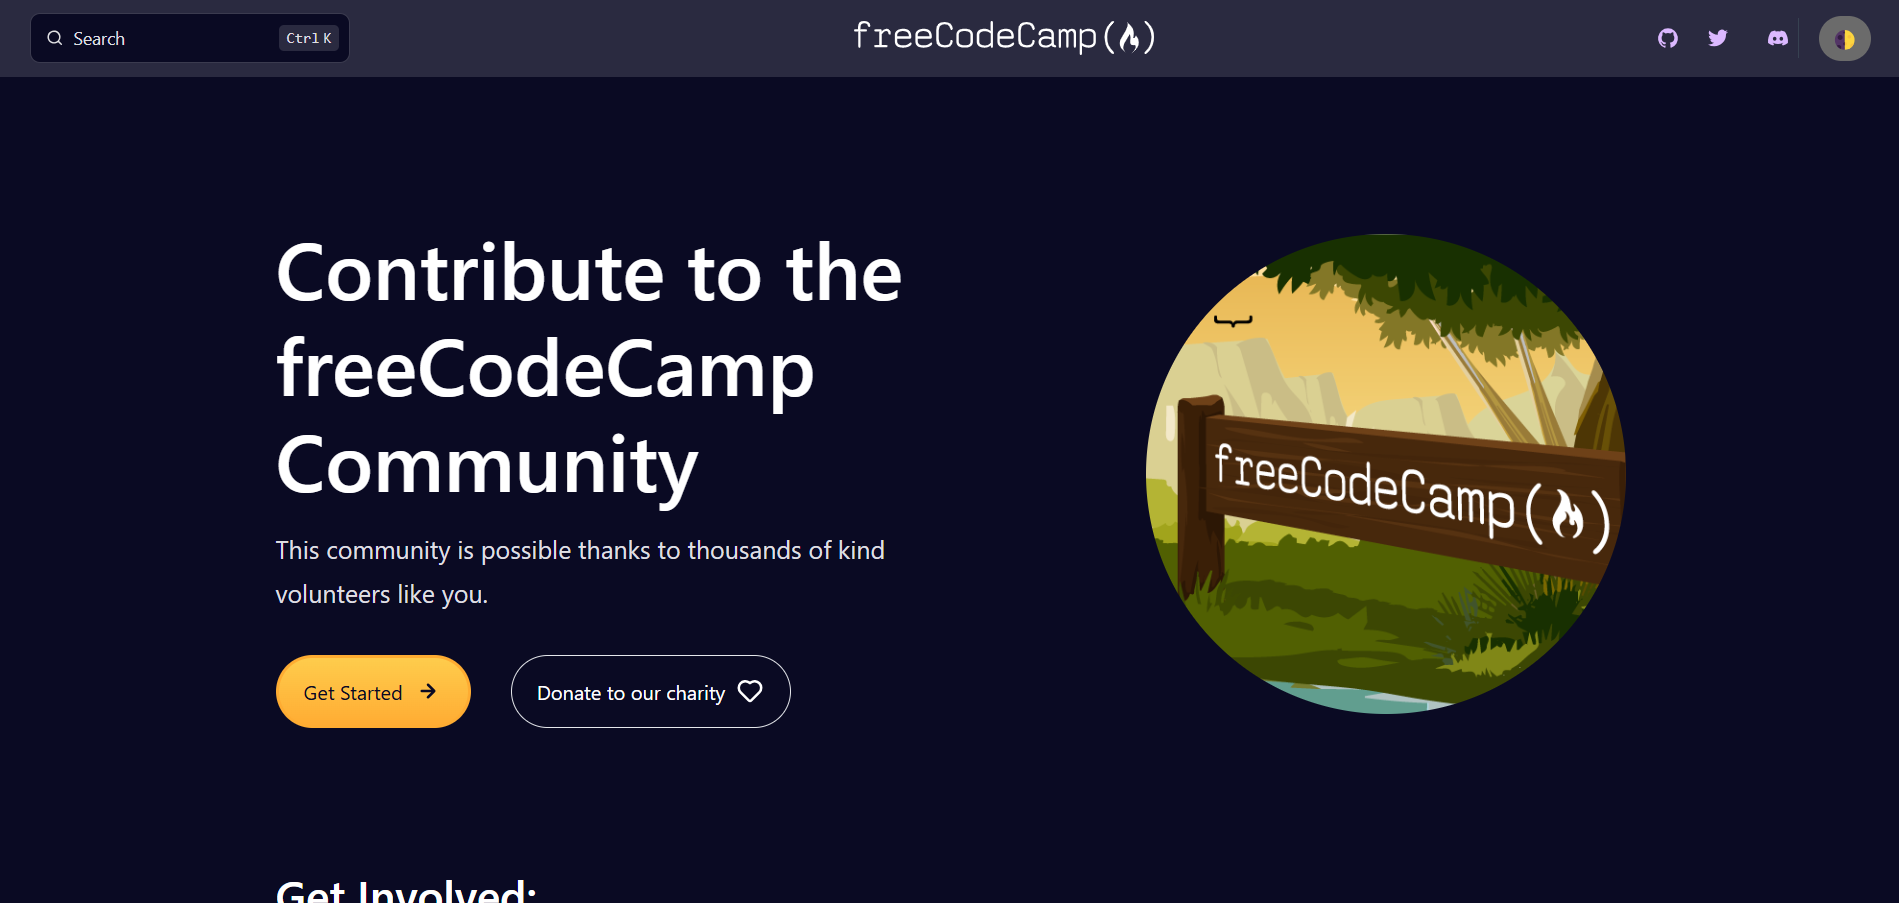 Search
Ctrl K
freeCodeCamp(🔥)
Contribute to the
freeCodeCamp
Community
This community is possible thanks to thousands of kind
volunteers like you.
Get Started
Donate to our charity
freeCodeCamp(🔥)
Get Involved: